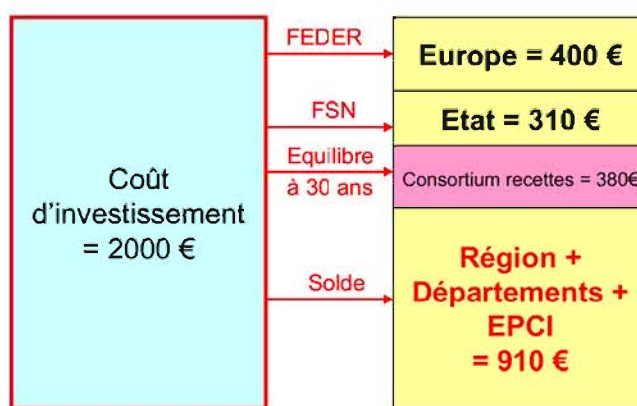 Coût
d’investissement
= 2000 €
FEDER
FSN
Equilibre
à 30 ans
Solde
Europe = 400 €
Etat = 310 €
Consortium recettes = 380€
Région +
Départements +
EPCI
= 910 €